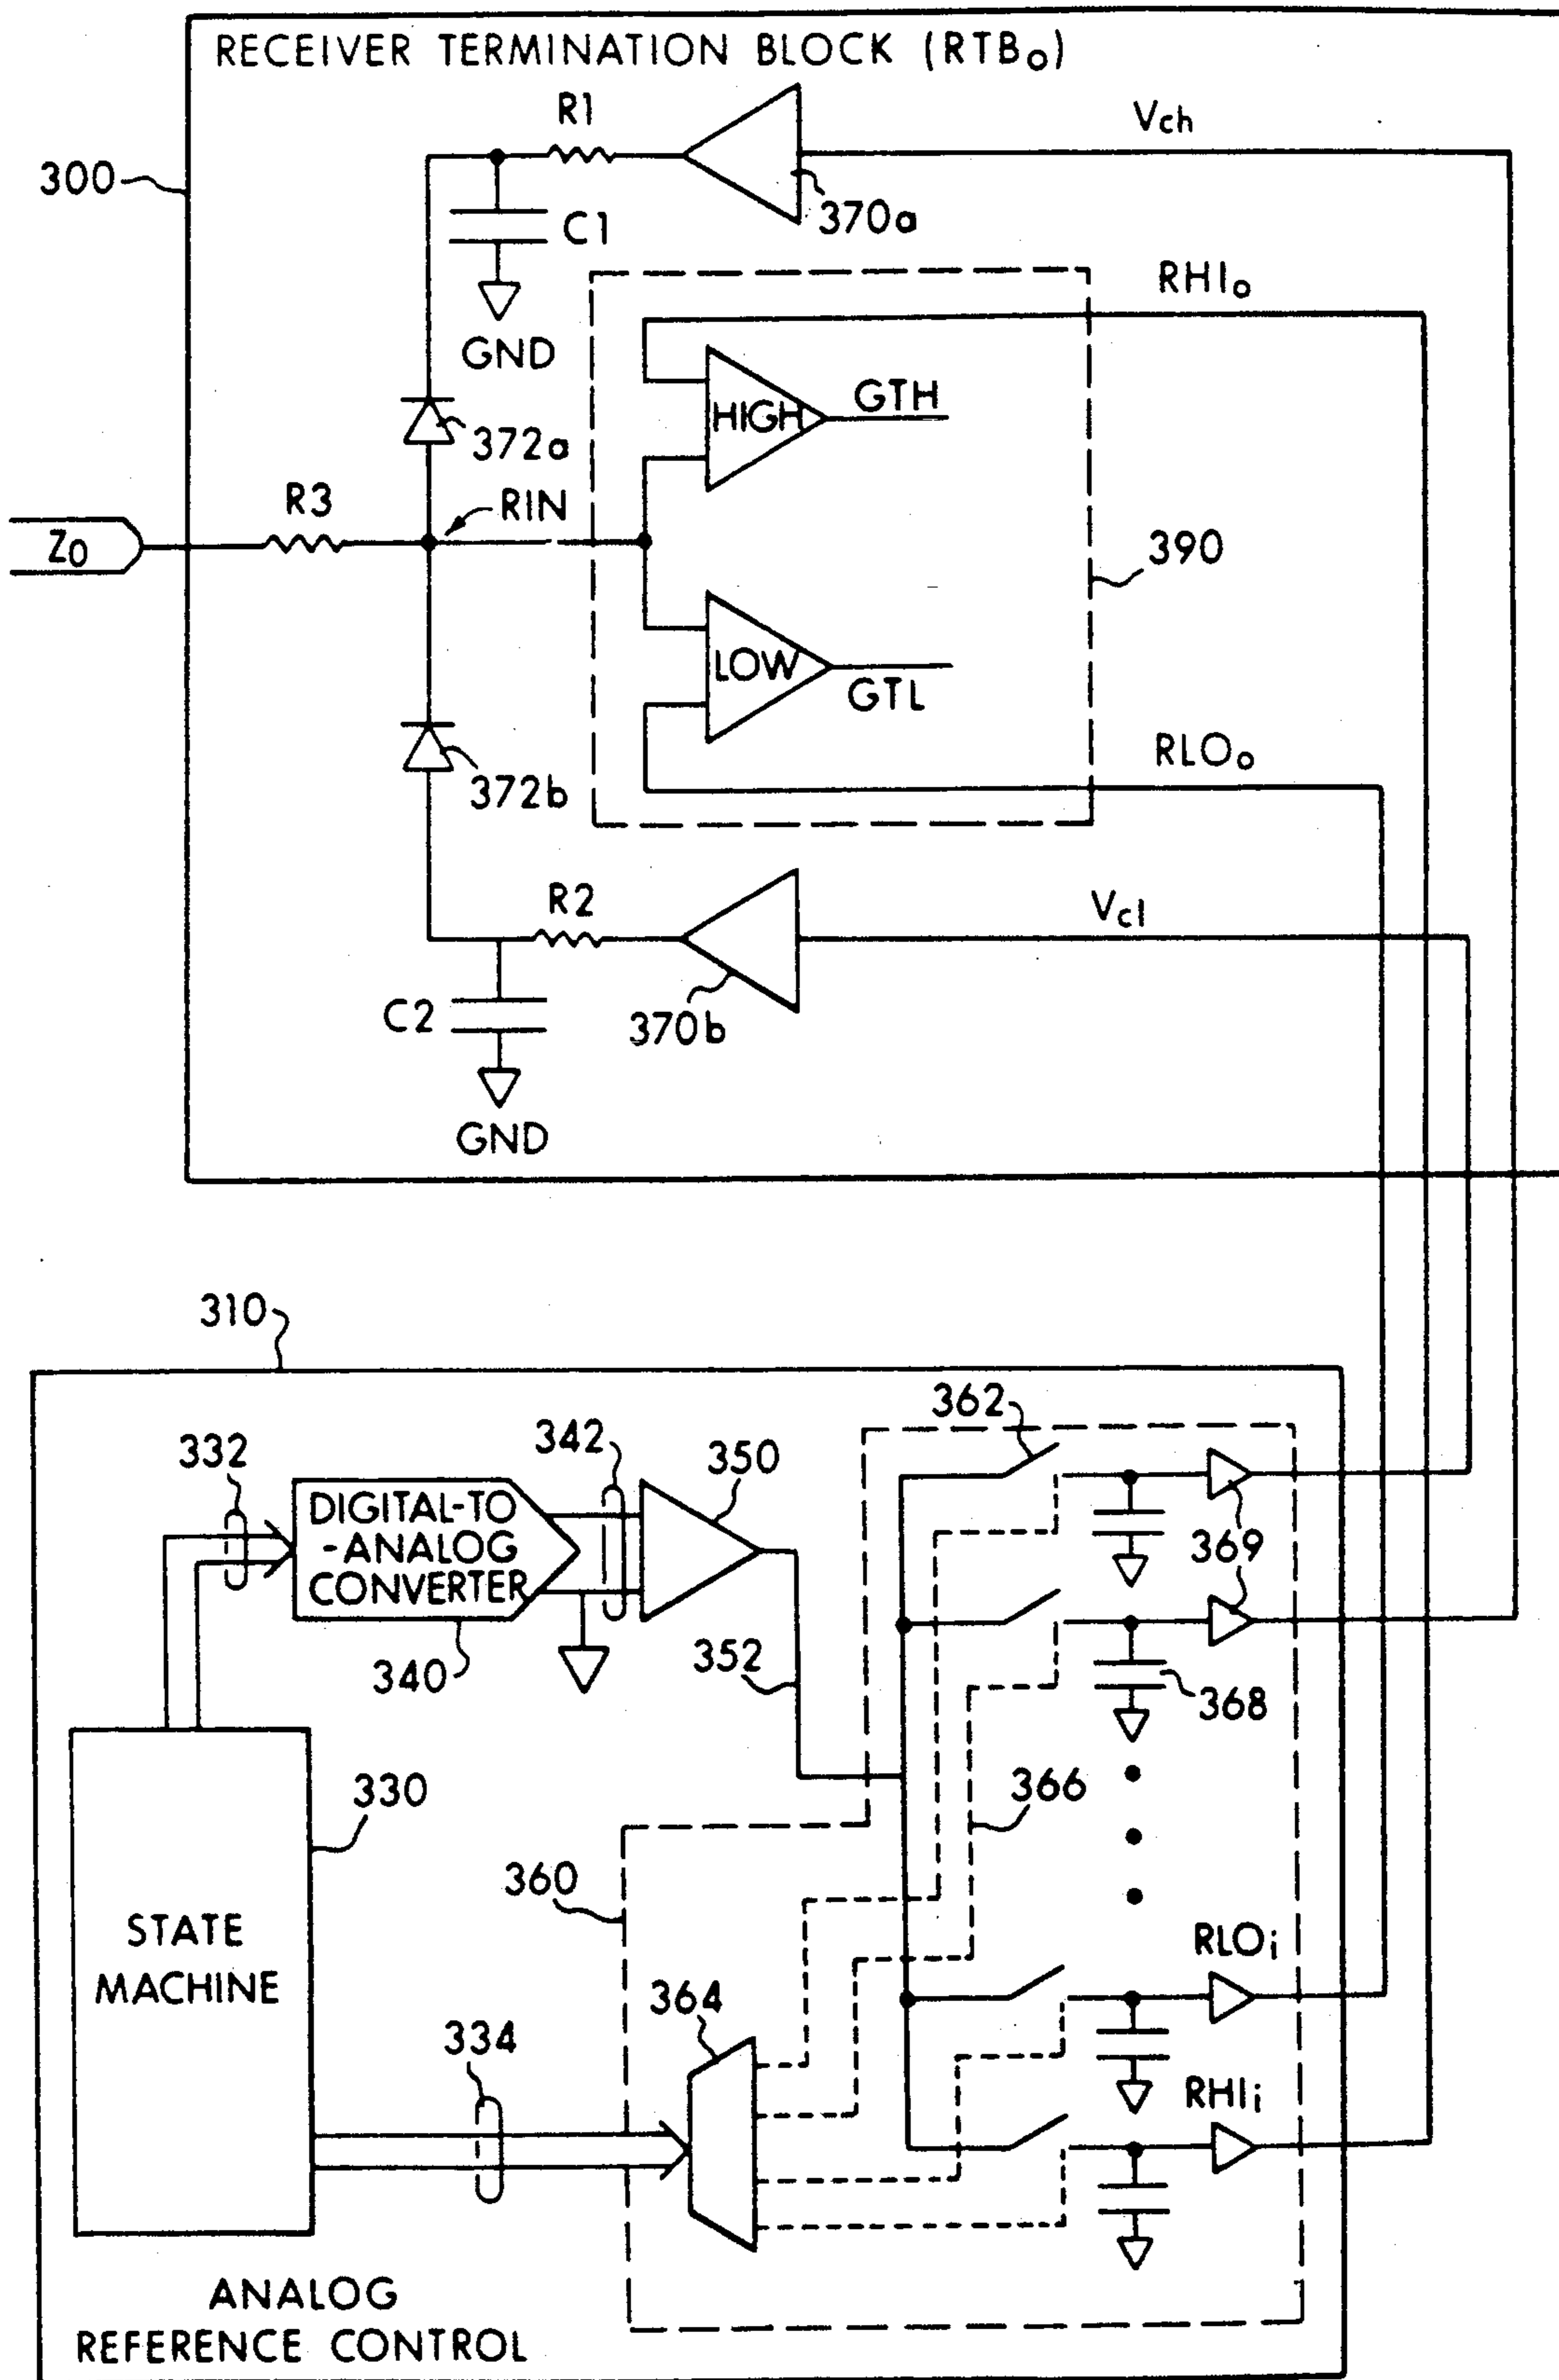 RECEIVER TERMINATION BLOCK (RTBo)
R1
Vch
300
370a
C1
RHIo
GND
HIGH
GTH
372a
R3
RIN
Zo
390
LOW
GTL
RLOo
372b
R2
Vcl
C2
370b
GND
310
362
332
342
350
DIGITAL-TO
-ANALOG
CONVERTER
369
340
352
368
330
366
360
STATE
MACHINE
RLOi
364
334
RHIi
ANALOG
REFERENCE CONTROL